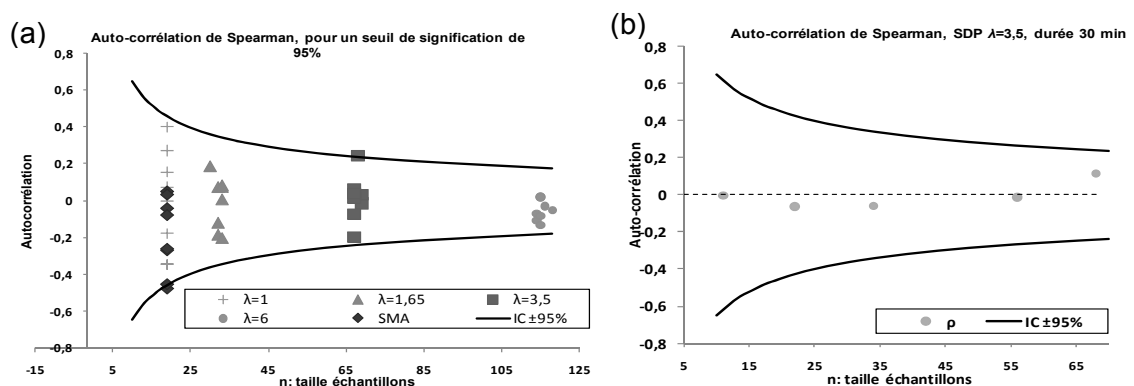 (a)
Auto-corrélation de Spearman, pour un seuil de signification de
95%
0,8
0,6
0,4
0,2
0
-0,2
-0,4
-0,6
-0,8
Autocorrélation
λ=1
λ=1,65
λ=3,5
λ=6
SMA
IC ±95%
-15
5
25
45
65
85
105
125
n: taille échantillons
(b)
Auto-corrélation de Spearman, SDP λ=3,5, durée 30 min
0,8
0,6
0,4
0,2
0
-0,2
-0,4
-0,6
-0,8
Auto-corrélation
ρ
IC ±95%
5
15
25
35
45
55
65
n: taille échantillons